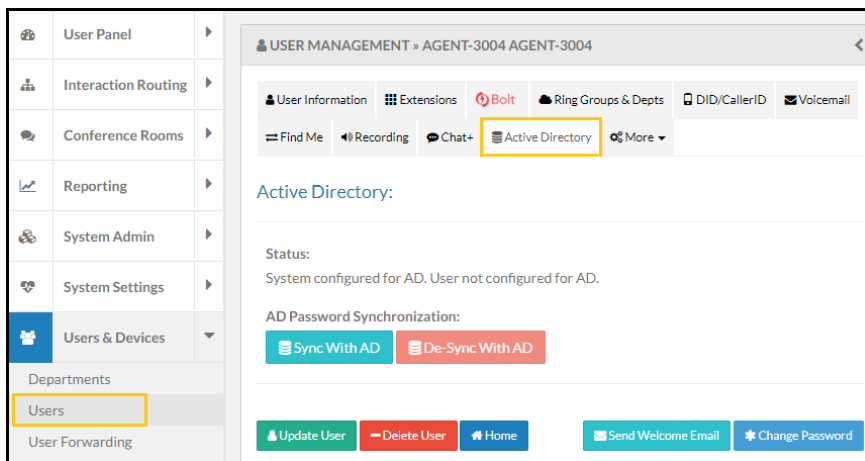 User Panel
Interaction Routing
Conference Rooms
Reporting
System Admin
System Settings
Users & Devices
Departments
Users
User Forwarding
USER MANAGEMENT » AGENT-3004 AGENT-3004
User Information Extensions Bolt Ring Groups & Depts DID/CallerID Voicemail
Find Me Recording Chat+ Active Directory More
Active Directory:
Status:
System configured for AD. User not configured for AD.
AD Password Synchronization:
Sync With AD De-Sync With AD
Update User Delete User Home Send Welcome Email Change Password